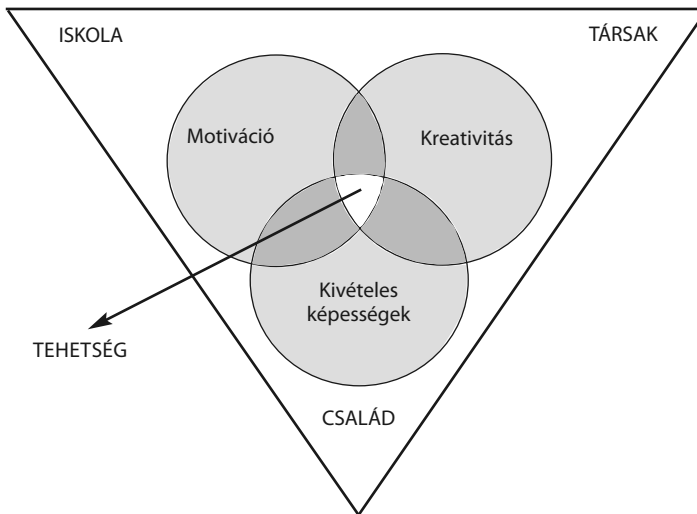 ISKOLA
TÁRSAK
Motiváció
Kreativitás
Kivételes
képességek
TEHETSÉG
CSALÁD